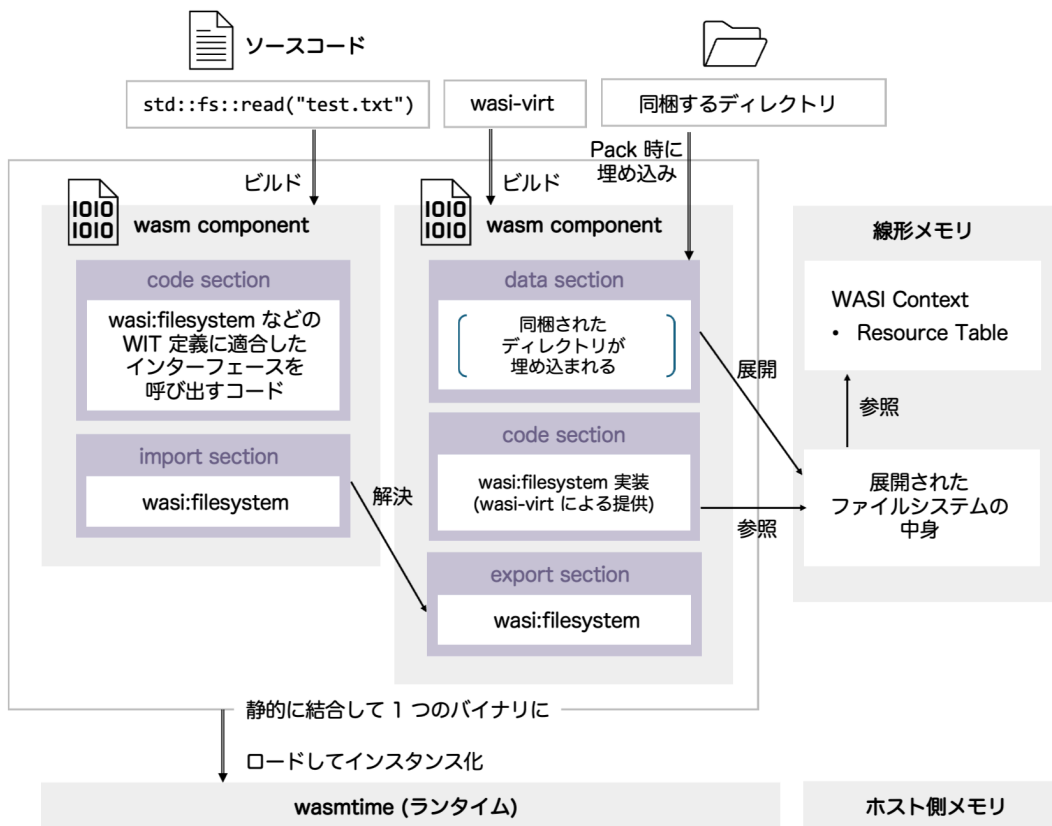 ソースコード
std::fs::read("test.txt")
wasi-virt
同梱するディレクトリ
ビルド
ビルド
Pack 時に
埋め込み
1010
1010
wasm component
code section
wasi:filesystem などの
WIT 定義に適合した
インターフェースを
呼び出すコード
import section
wasi:filesystem
解決
1010
1010
wasm component
data section
同梱された
ディレクトリが
埋め込まれる
code section
wasi:filesystem 実装
(wasi-virt による提供)
export section
wasi:filesystem
展開
参照
線形メモリ
WASI Context
• Resource Table
参照
展開された
ファイルシステムの
中身
静的に結合して 1 つのバイナリに
ロードしてインスタンス化
wasmtime (ランタイム)
ホスト側メモリ